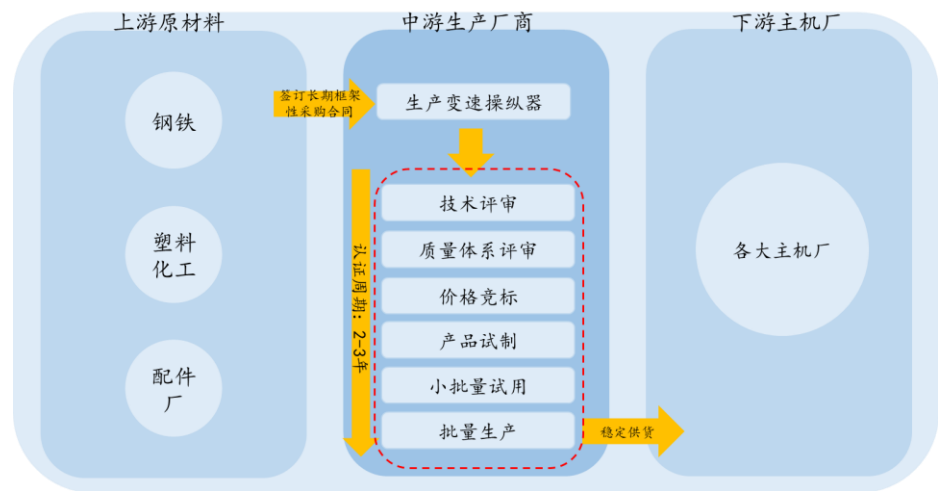 上游原材料
中游生产厂商
下游主机厂
钢铁
塑料
化工
配件
厂
签订长期框架
性采购合同
生产变速操纵器
认证周期：2-3年
技术评审
质量体系评审
价格竞标
产品试制
小批量试用
批量生产
稳定供货
各大主机厂